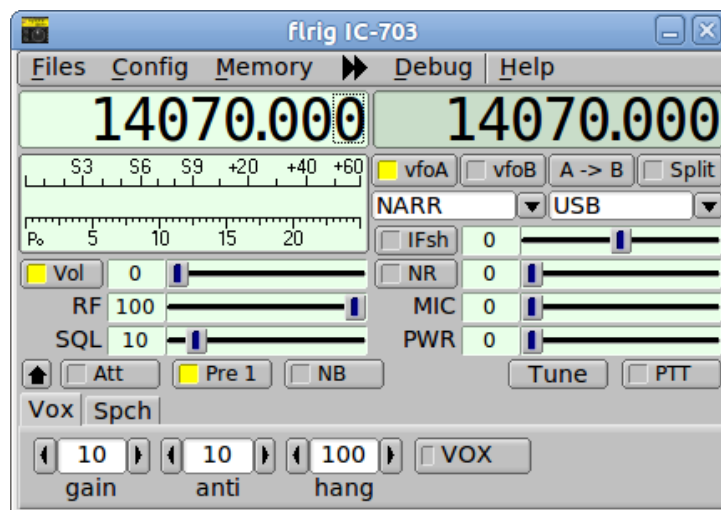 flrig IC-703
Files Config Memory Debug Help
14070.000 14070.000
S3 S6 S9 +20 +40 +60
vfoA vfoB A -> B Split
NARR USB
Po 5 10 15 20
IFsh 0
Vol 0 NR 0
RF 100 MIC 0
SQL 10 PWR 0
Att Pre 1 NB Tune PTT
Vox Spch
10 10 100 VOX
gain anti hang